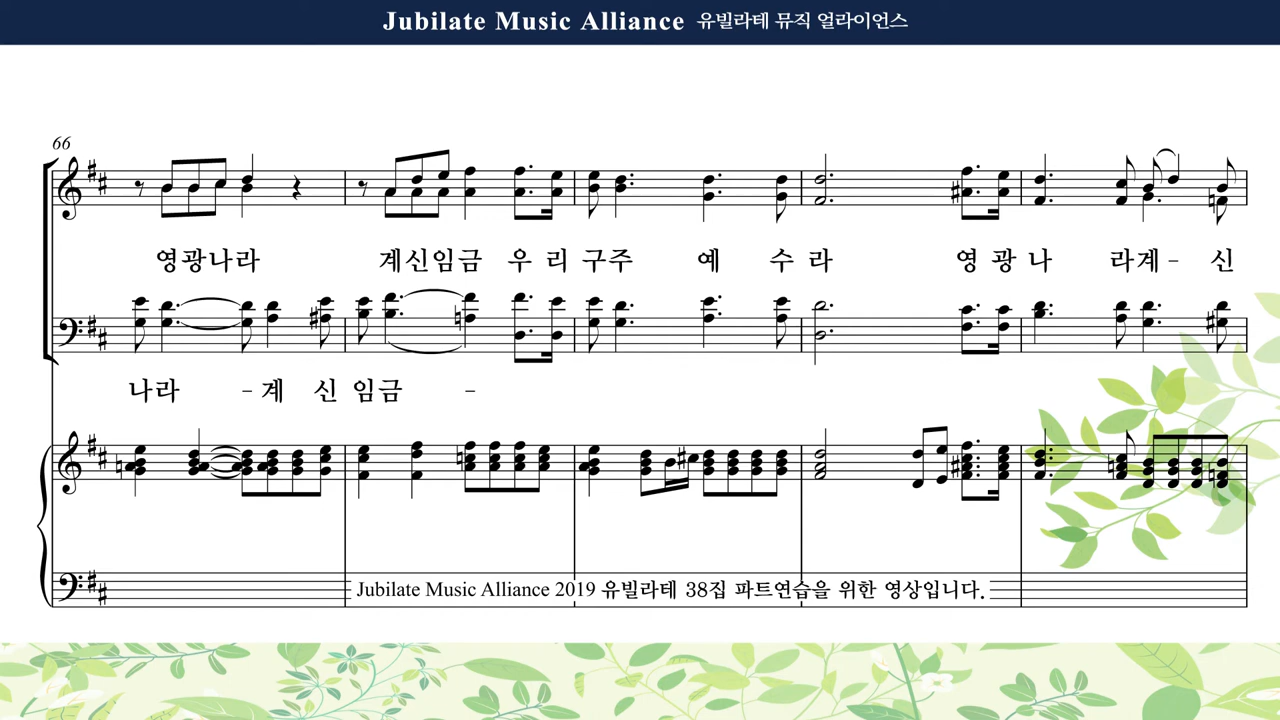 Jubilate Music Alliance 유빌라테 뮤직 얼라이언스
66
영광나라 계신임금 우 리 구주 예 수 라 영 광 나 라계 - 신
나라 - 계 신 임금 -
Jubilate Music Alliance 2019 유빌라테 38집 파트연습을 위한 영상입니다.